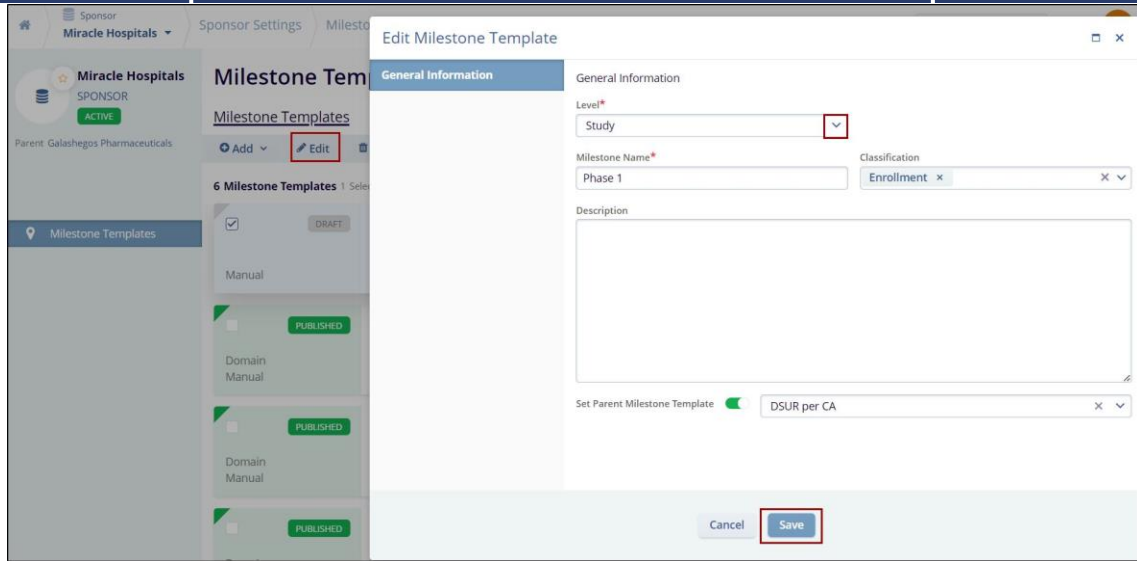 Sponsor
Miracle Hospitals
Sponsor Settings
Milesto
Miracle Hospitals
SPONSOR
ACTIVE
Parent Galashegos Pharmaceuticals
Milestone Templates
Milestone Tem
Milestone Templates
Add
Edit
6 Milestone Templates 1 Sele
DRAFT
Manual
PUBLISHED
Domain
Manual
PUBLISHED
Domain
Manual
PUBLISHED
Edit Milestone Template
General Information
General Information
Level*
Study
Milestone Name*
Classification
Phase 1
Enrollment ×
Description
Set Parent Milestone Template
DSUR per CA
Cancel
Save